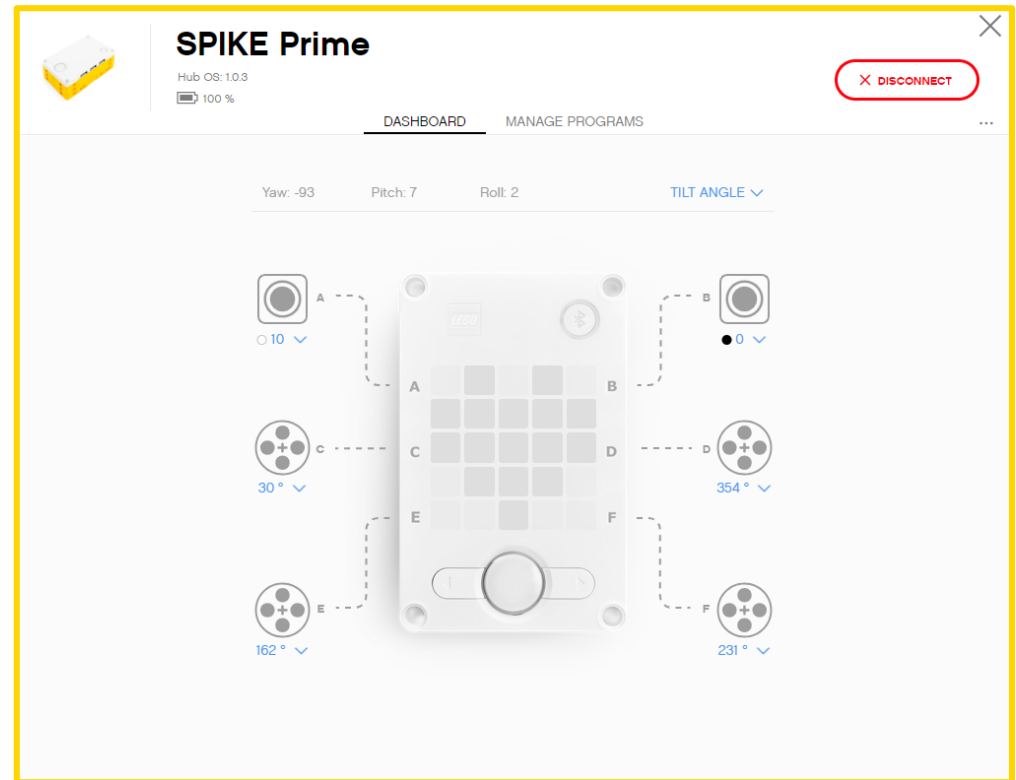 SPIKE Prime
Hub OS: 1.0.3
100 %
DISCONNECT
DASHBOARD MANAGE PROGRAMS
...
Yaw: -93 Pitch: 7 Roll: 2 TILT ANGLE
A B
LEGO
10 0
A B
C C D D
30 ° 354 °
E F
E F
162 ° 231 °